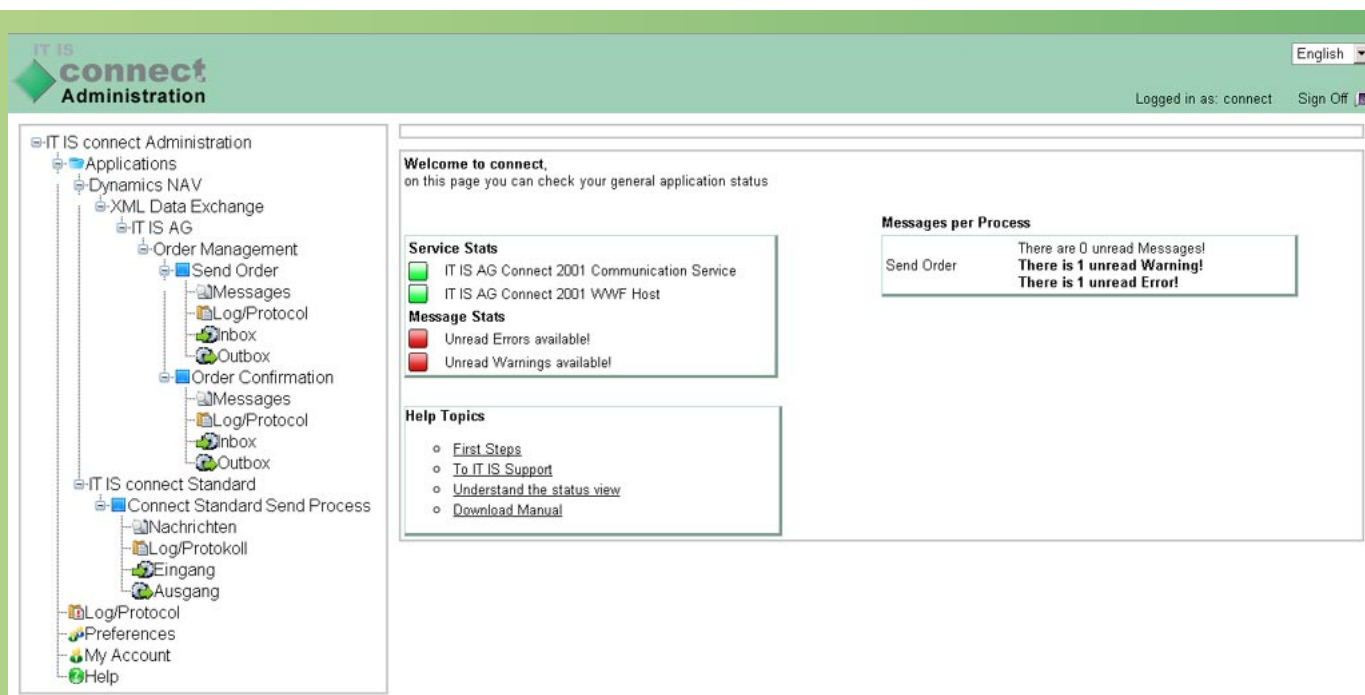 IT IS
connect
Administration
English
Logged in as: connect Sign Off
IT IS connect Administration
Applications
Dynamics NAV
XML Data Exchange
IT IS AG
Order Management
Send Order
Messages
Log/Protocol
Inbox
Outbox
Order Confirmation
Messages
Log/Protocol
Inbox
Outbox
IT IS connect Standard
Connect Standard Send Process
Nachrichten
Log/Protokoll
Eingang
Ausgang
Log/Protocol
Preferences
My Account
Help
Welcome to connect,
on this page you can check your general application status
Service Stats
IT IS AG Connect 2001 Communication Service
IT IS AG Connect 2001 WWF Host
Message Stats
Unread Errors available!
Unread Warnings available!
Help Topics
First Steps
To IT IS Support
Understand the status view
Download Manual
Messages per Process
Send Order
There are 0 unread Messages!
There is 1 unread Warning!
There is 1 unread Error!